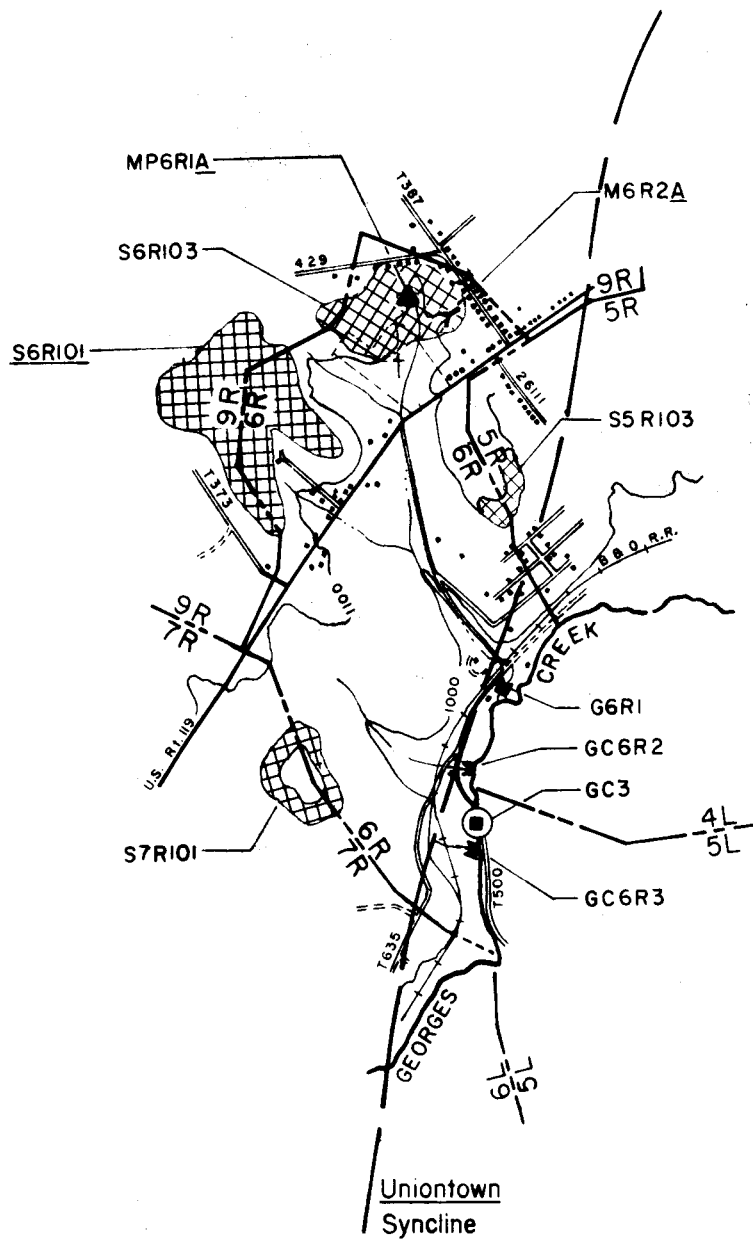 MP6R1A
T387
M6R2A
S6R103
429
9R
5R
S6R101
9R
6R
26111
5R
6R
S5R103
T373
B&O R.R.
1100
9R
7R
CREEK
1000
G6R1
U.S. Rt. 119
GC6R2
GC3
4L
5L
S7R101
6R
7R
T500
GC6R3
T635
GEORGES
6L
5L
Uniontown
Syncline